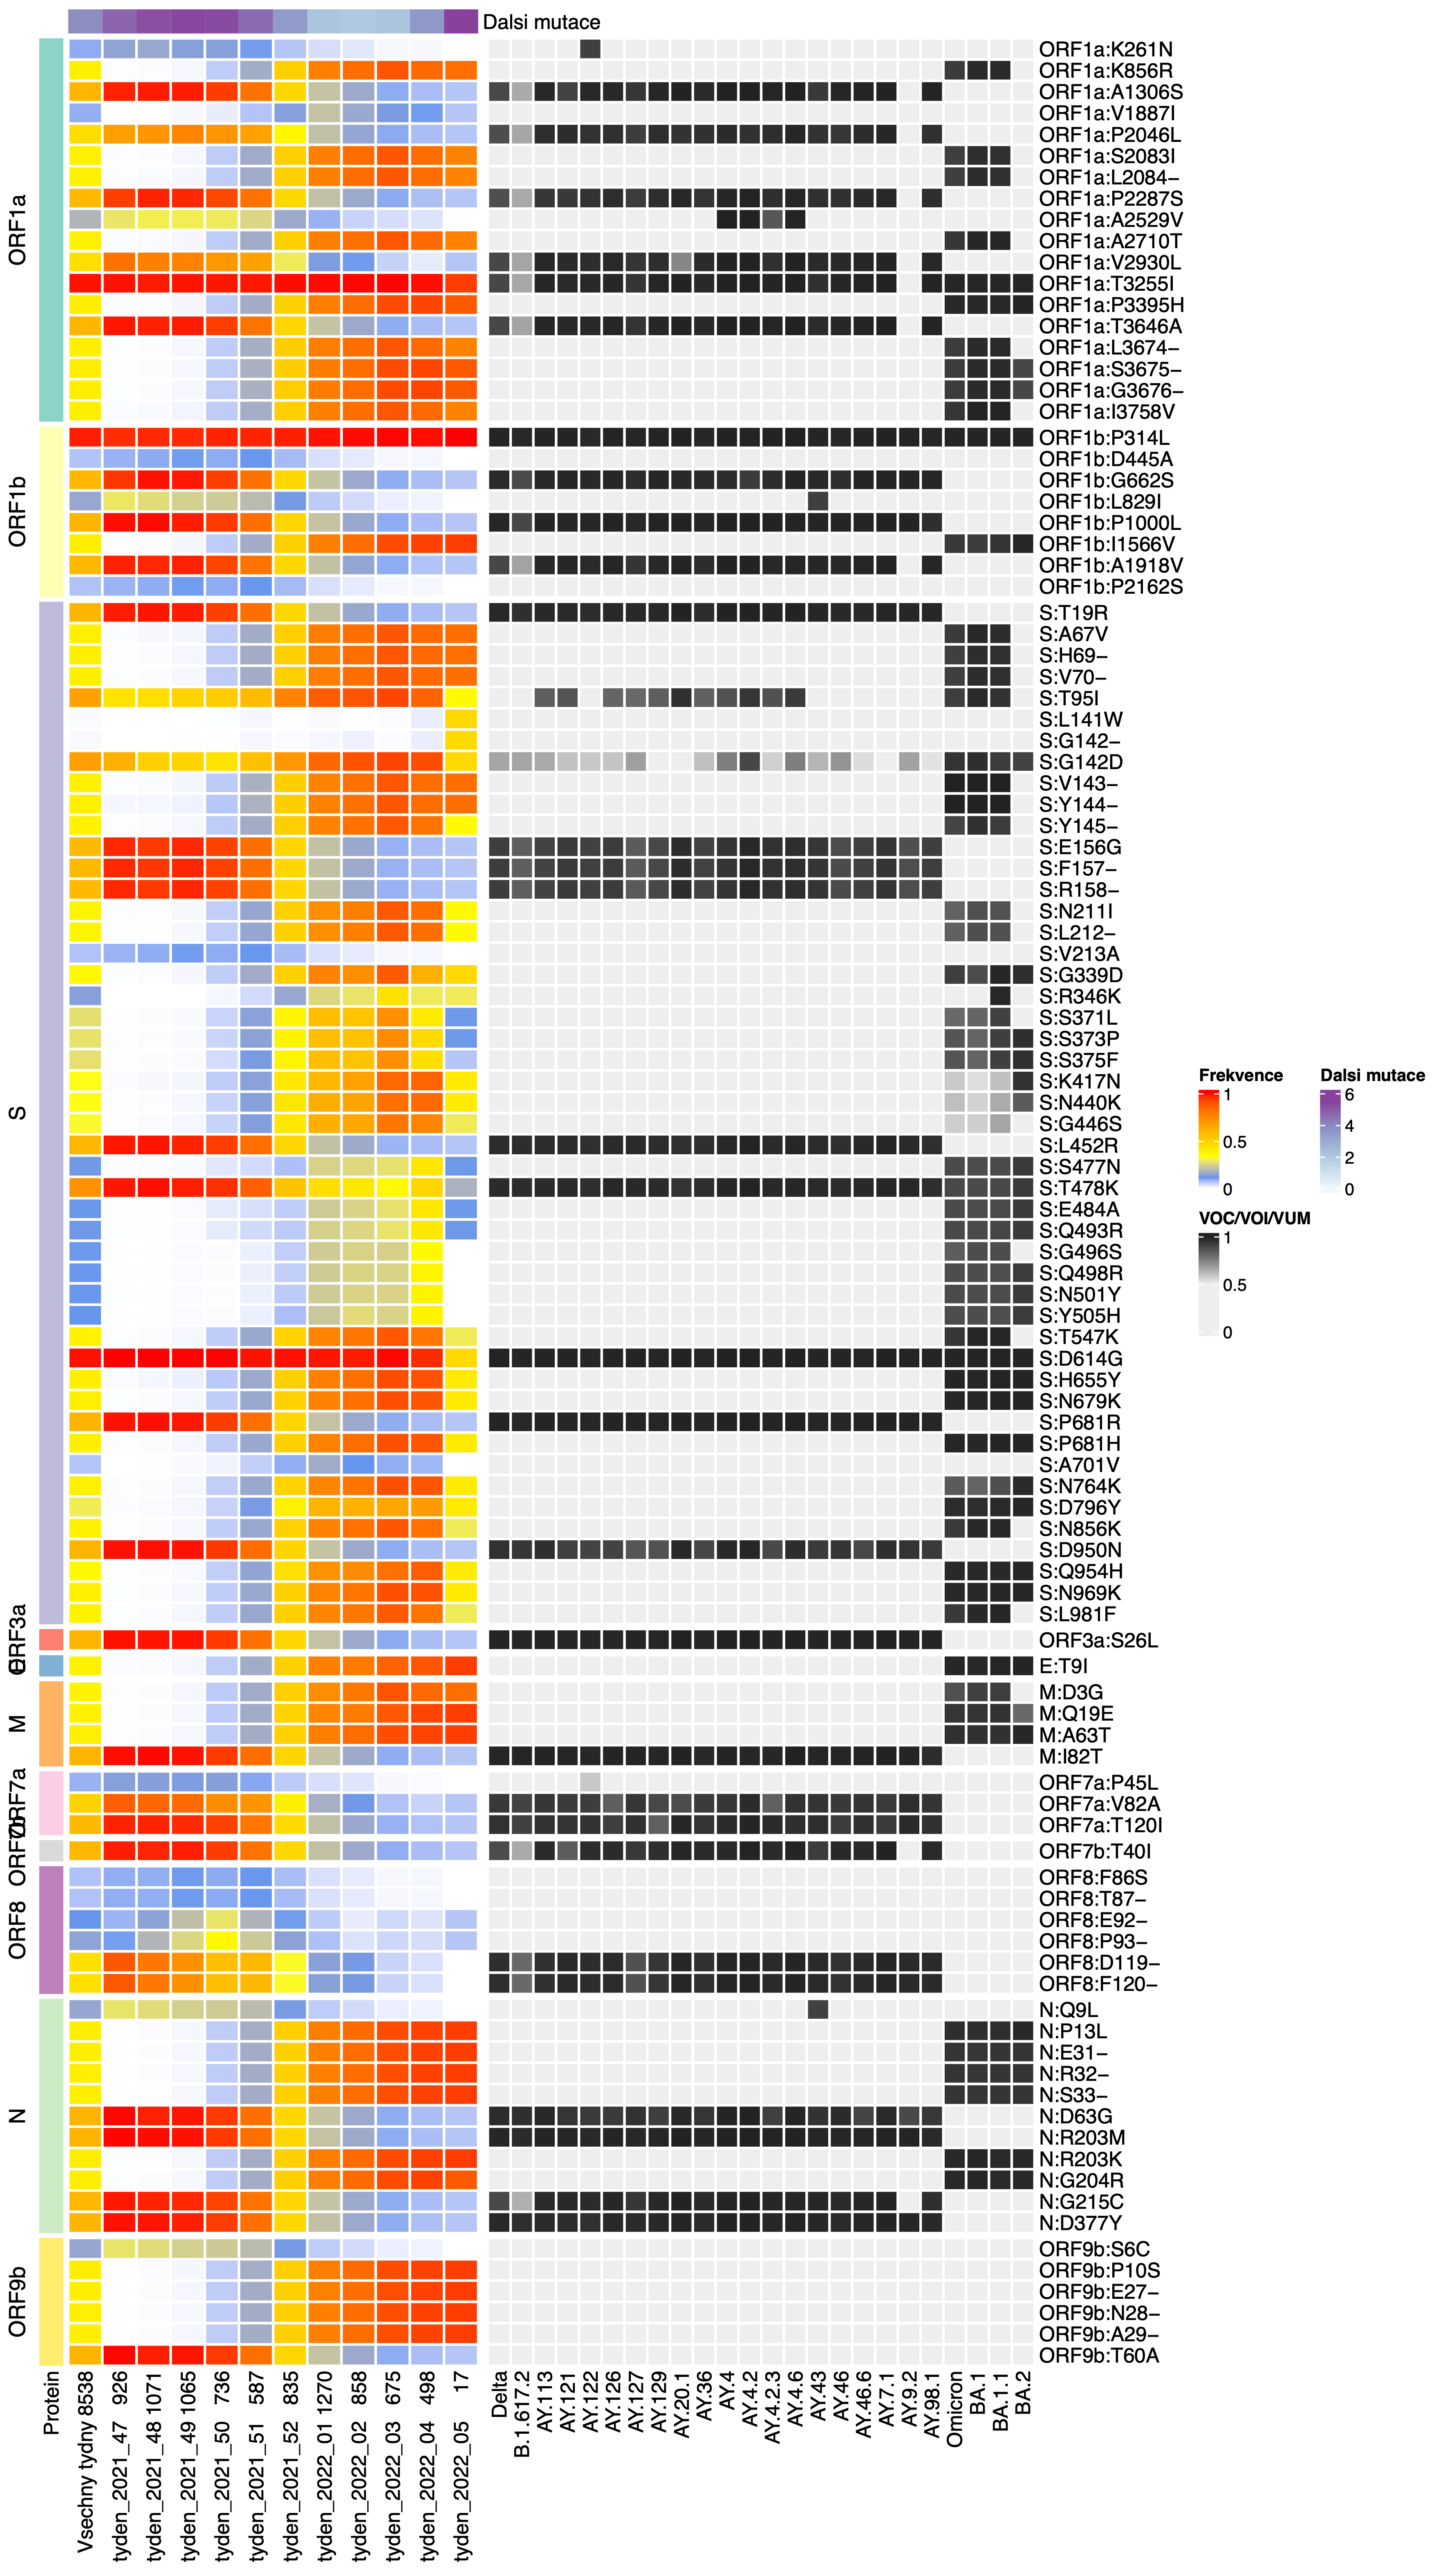 Dalsi mutace
ORF1a
ORF1a:K261N
ORF1a:K856R
ORF1a:A1306S
ORF1a:V1887I
ORF1a:P2046L
ORF1a:S2083I
ORF1a:L2084–
ORF1a:P2287S
ORF1a:A2529V
ORF1a:A2710T
ORF1a:V2930L
ORF1a:T3255I
ORF1a:P3395H
ORF1a:T3646A
ORF1a:L3674–
ORF1a:S3675–
ORF1a:G3676–
ORF1a:I3758V
ORF1b
ORF1b:P314L
ORF1b:D445A
ORF1b:G662S
ORF1b:L829I
ORF1b:P1000L
ORF1b:I1566V
ORF1b:A1918V
ORF1b:P2162S
S
S:T19R
S:A67V
S:H69–
S:V70–
S:T95I
S:L141W
S:G142–
S:G142D
S:V143–
S:Y144–
S:Y145–
S:E156G
S:F157–
S:R158–
S:N211I
S:L212–
S:V213A
S:G339D
S:R346K
S:S371L
S:S373P
S:S375F
S:K417N
S:N440K
S:G446S
S:L452R
S:S477N
S:T478K
S:E484A
S:Q493R
S:G496S
S:Q498R
S:N501Y
S:Y505H
S:T547K
S:D614G
S:H655Y
S:N679K
S:P681R
S:P681H
S:A701V
S:N764K
S:D796Y
S:N856K
S:D950N
S:Q954H
S:N969K
S:L981F
ORF3a
ORF3a:S26L
E
E:T9I
M
M:D3G
M:Q19E
M:A63T
M:I82T
ORF7a
ORF7a:P45L
ORF7a:V82A
ORF7a:T120I
ORF7b
ORF7b:T40I
ORF8
ORF8:F86S
ORF8:T87–
ORF8:E92–
ORF8:P93–
ORF8:D119–
ORF8:F120–
N
N:Q9L
N:P13L
N:E31–
N:R32–
N:S33–
N:D63G
N:R203M
N:R203K
N:G204R
N:G215C
N:D377Y
ORF9b
ORF9b:S6C
ORF9b:P10S
ORF9b:E27–
ORF9b:N28–
ORF9b:A29–
ORF9b:T60A
Protein
Vsechny tydny 8538
tyden_2021_47 926
tyden_2021_48 1071
tyden_2021_49 1065
tyden_2021_50 736
tyden_2021_51 587
tyden_2021_52 835
tyden_2022_01 1270
tyden_2022_02 858
tyden_2022_03 675
tyden_2022_04 498
tyden_2022_05 17
Delta
B.1.617.2
AY.113
AY.121
AY.122
AY.126
AY.127
AY.129
AY.20.1
AY.36
AY.4
AY.4.2
AY.4.2.3
AY.4.6
AY.43
AY.46
AY.46.6
AY.7.1
AY.9.2
AY.98.1
Omicron
BA.1
BA.1.1
BA.2
Frekvence
1
0.5
0
Dalsi mutace
6
4
2
0
VOC/VOI/VUM
1
0.5
0